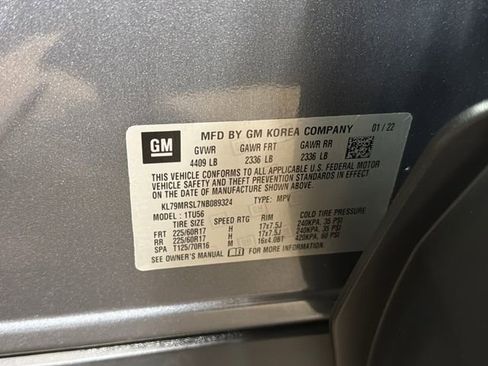 GM
MFD BY GM KOREA COMPANY 01/22
GVWR GAWR FRT GAWR RR
4409 LB 2336 LB 2336 LB
THIS VEHICLE CONFORMS TO ALL APPLICABLE U.S. FEDERAL MOTOR
VEHICLE SAFETY AND THEFT PREVENTION STANDARDS IN EFFECT ON
THE DATE OF MANUFACTURE SHOWN ABOVE.
KL79MRSL7NB089324 TYPE: MPV
MODEL: 1TU56
TIRE SIZE SPEED RTG RIM COLD TIRE PRESSURE
FRT 225/60R17 H 17x7.5J 240KPA, 35 PSI
RR 225/60R17 H 17x7.5J 240KPA, 35 PSI
SPA T125/70R16 M 16x4.0BT 420KPA, 60 PSI
SEE OWNER'S MANUAL FOR MORE INFORMATION